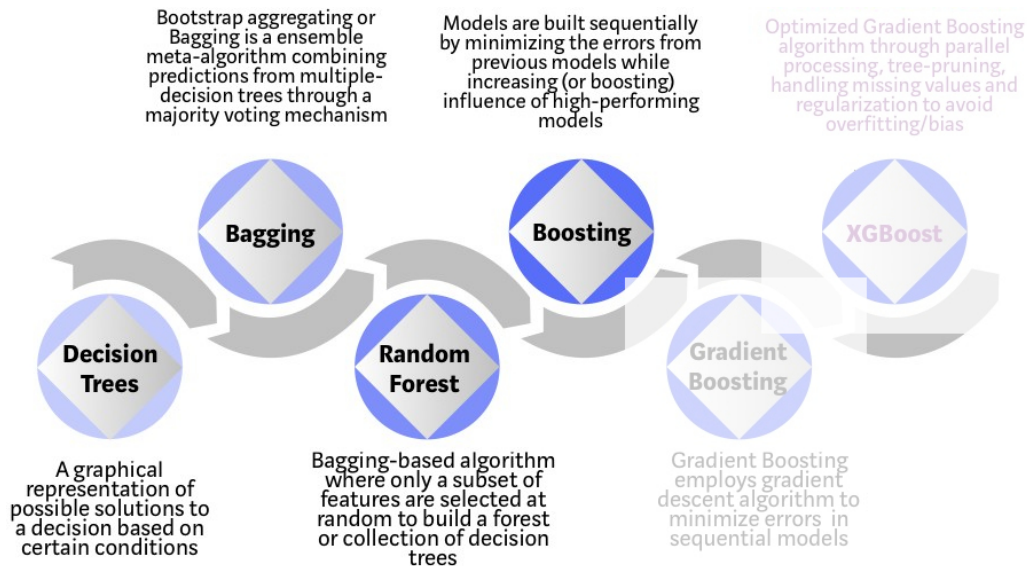 Bootstrap aggregating or
Bagging is a ensemble
meta-algorithm combining
predictions from multiple-
decision trees through a
majority voting mechanism
Models are built sequentially
by minimizing the errors from
previous models while
increasing (or boosting)
influence of high-performing
models
Optimized Gradient Boosting
algorithm through parallel
processing, tree-pruning,
handling missing values and
regularization to avoid
overfitting/bias
Bagging
Boosting
XGBoost
Decision
Trees
Random
Forest
Gradient
Boosting
A graphical
representation of
possible solutions to
a decision based on
certain conditions
Bagging-based algorithm
where only a subset of
features are selected at
random to build a forest
or collection of decision
trees
Gradient Boosting
employs gradient
descent algorithm to
minimize errors in
sequential models